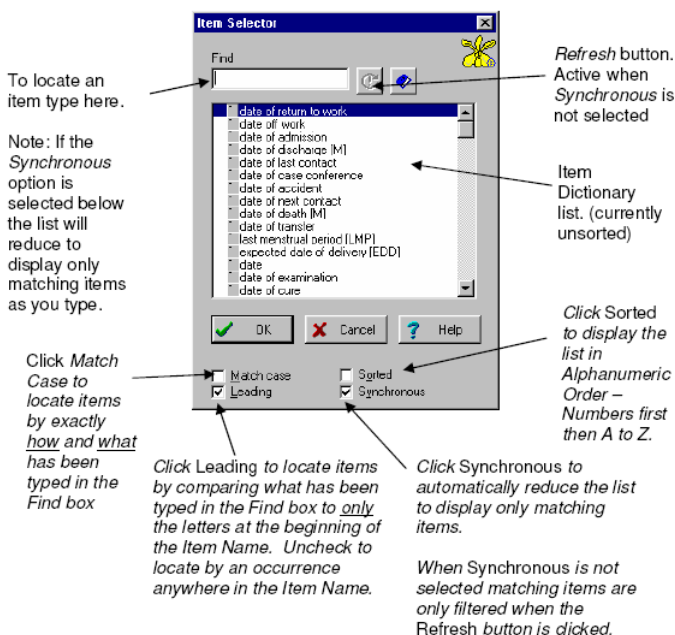 Item Selector
Find
To locate an
item type here.
Note: If the
Synchronous
option is
selected below
the list will
reduce to
display only
matching items
as you type.
Refresh button.
Active when
Synchronous is
not selected
date of return to work
date off work
date of admission
date of discharge [M]
date of last contact
date of case conference
date of accident
date of next contact
date of death [M]
date of transfer
last menstrual period [LMP]
expected date of delivery [EDD]
date
date of examination
date of cure
Item
Dictionary
list. (currently
unsorted)
OK
Cancel
Help
Match case
Sorted
Leading
Synchronous
Click Match
Case to
locate items
by exactly
how and what
has been
typed in the
Find box
Click Sorted
to display the
list in
Alphanumeric
Order –
Numbers first
then A to Z.
Click Leading to locate items
by comparing what has been
typed in the Find box to only
the letters at the beginning of
the Item Name. Uncheck to
locate by an occurrence
anywhere in the Item Name.
Click Synchronous to
automatically reduce the list
to display only matching
items.
When Synchronous is not
selected matching items are
only filtered when the
Refresh button is clicked.